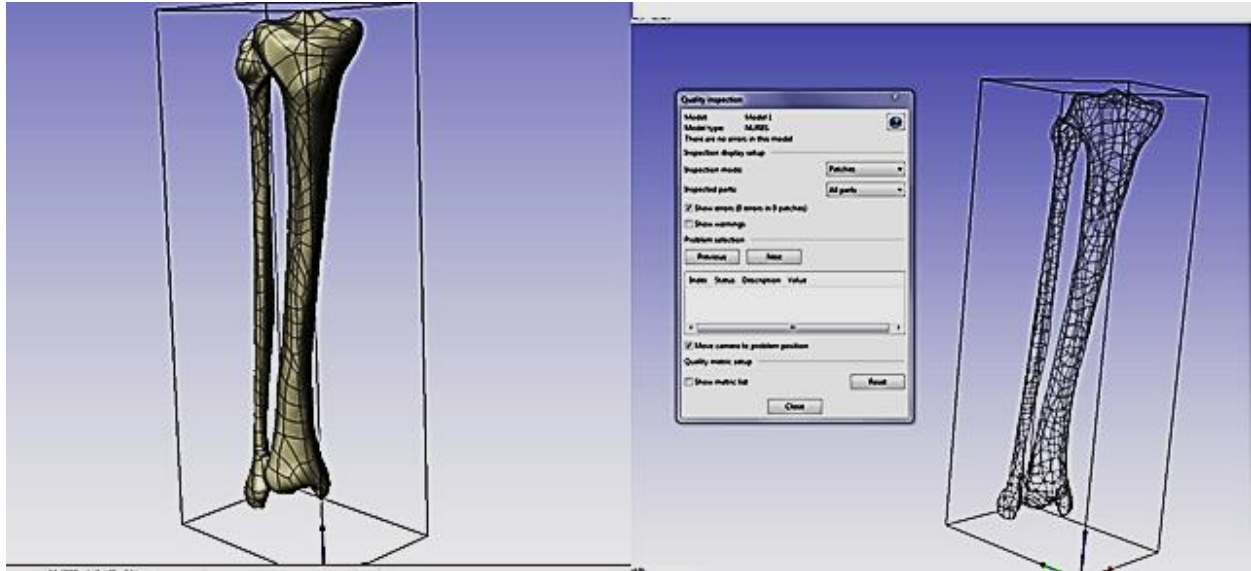 Quality inspection
Model: Model 1
Model type: NURBS
There are no errors in this model
Inspection display setup
Inspection mode: Patches
Inspected parts: All parts
Show errors (0 errors in 0 patches)
Show warnings
Problem selection
Previous Next
Index Status Description Value
Move camera to problem position
Quality metric setup
Show metric list Reset
Close